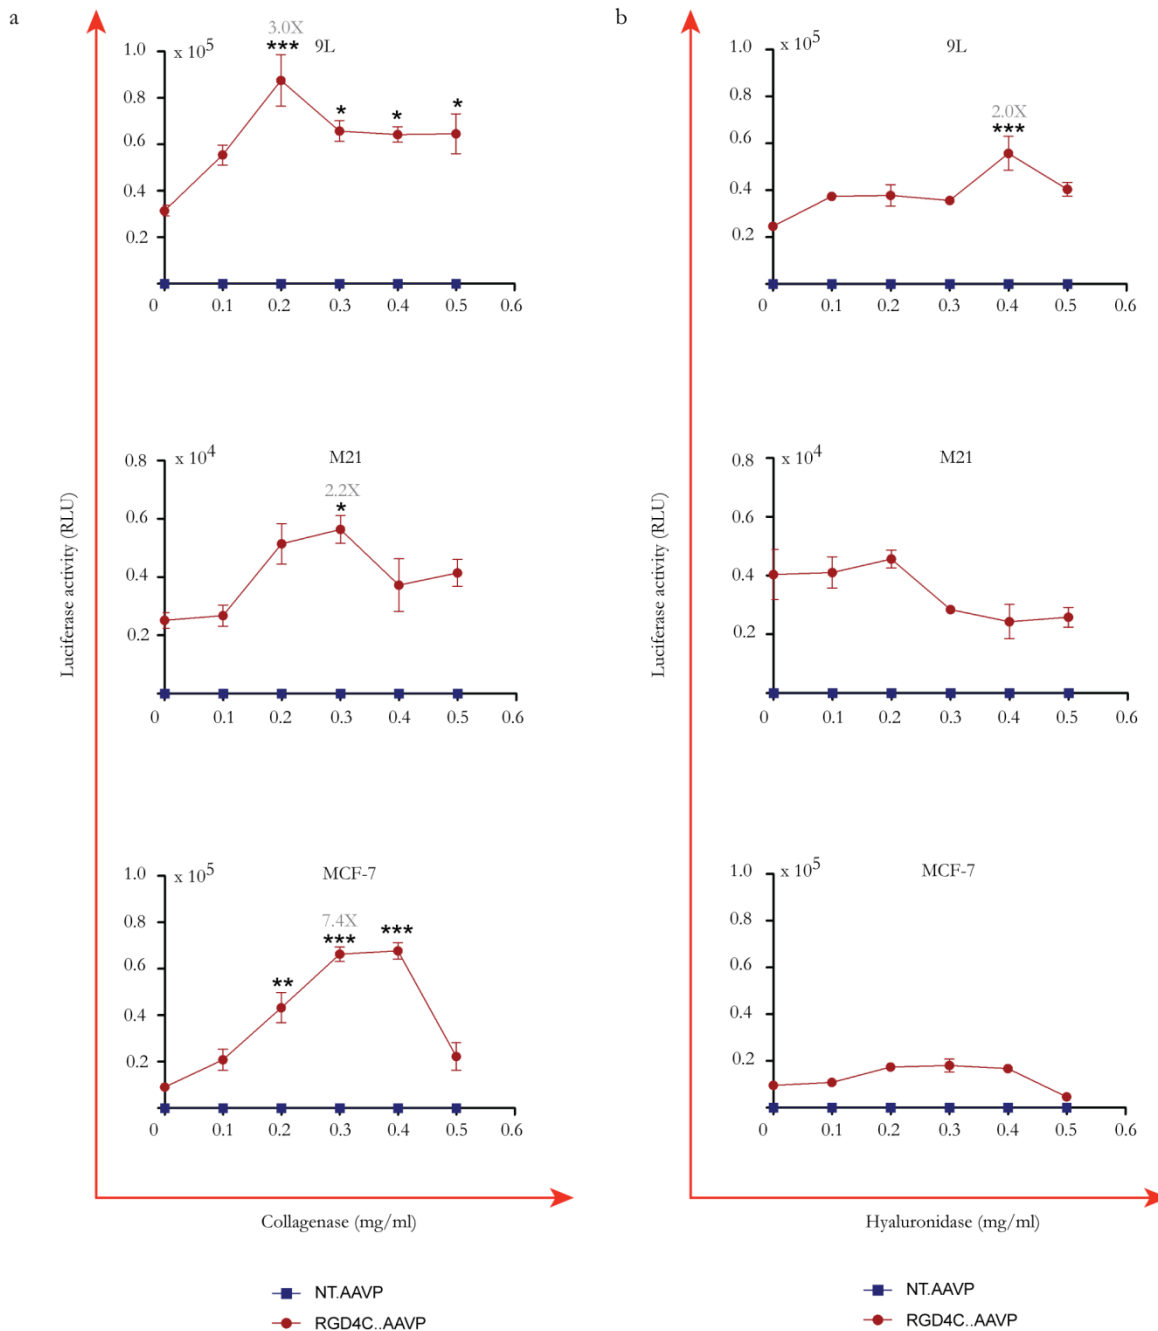 a
3.0X
***
9L
1.0 x 10^5
* * *
0.8
0.6
0.4
0.2
0 0.1 0.2 0.3 0.4 0.5 0.6
M21
0.8 x 10^4
2.2X
*
0.6
0.4
0.2
0 0.1 0.2 0.3 0.4 0.5 0.6
MCF-7
1.0 x 10^5
7.4X
*** ***
0.8
0.6
**
0.4
0.2
0 0.1 0.2 0.3 0.4 0.5 0.6
Luciferase activity (RLU)
Collagenase (mg/ml)
NT.AAVP
RGD4C..AAVP
b
9L
1.0 x 10^5
0.8
2.0X
***
0.6
0.4
0.2
0 0.1 0.2 0.3 0.4 0.5 0.6
M21
0.8 x 10^4
0.6
0.4
0.2
0 0.1 0.2 0.3 0.4 0.5 0.6
MCF-7
1.0 x 10^5
0.8
0.6
0.4
0.2
0 0.1 0.2 0.3 0.4 0.5 0.6
Luciferase activity (RLU)
Hyaluronidase (mg/ml)
NT.AAVP
RGD4C..AAVP